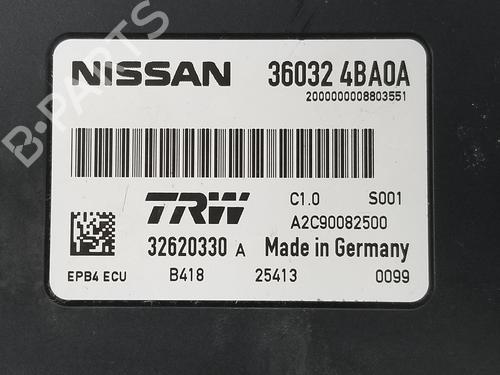 NISSAN 36032 4BA0A
2000000008803551
C1.0 S001
TRW A2C90082500
32620330 A Made in Germany
EPB4 ECU B418 25413 0099
B-PARTS